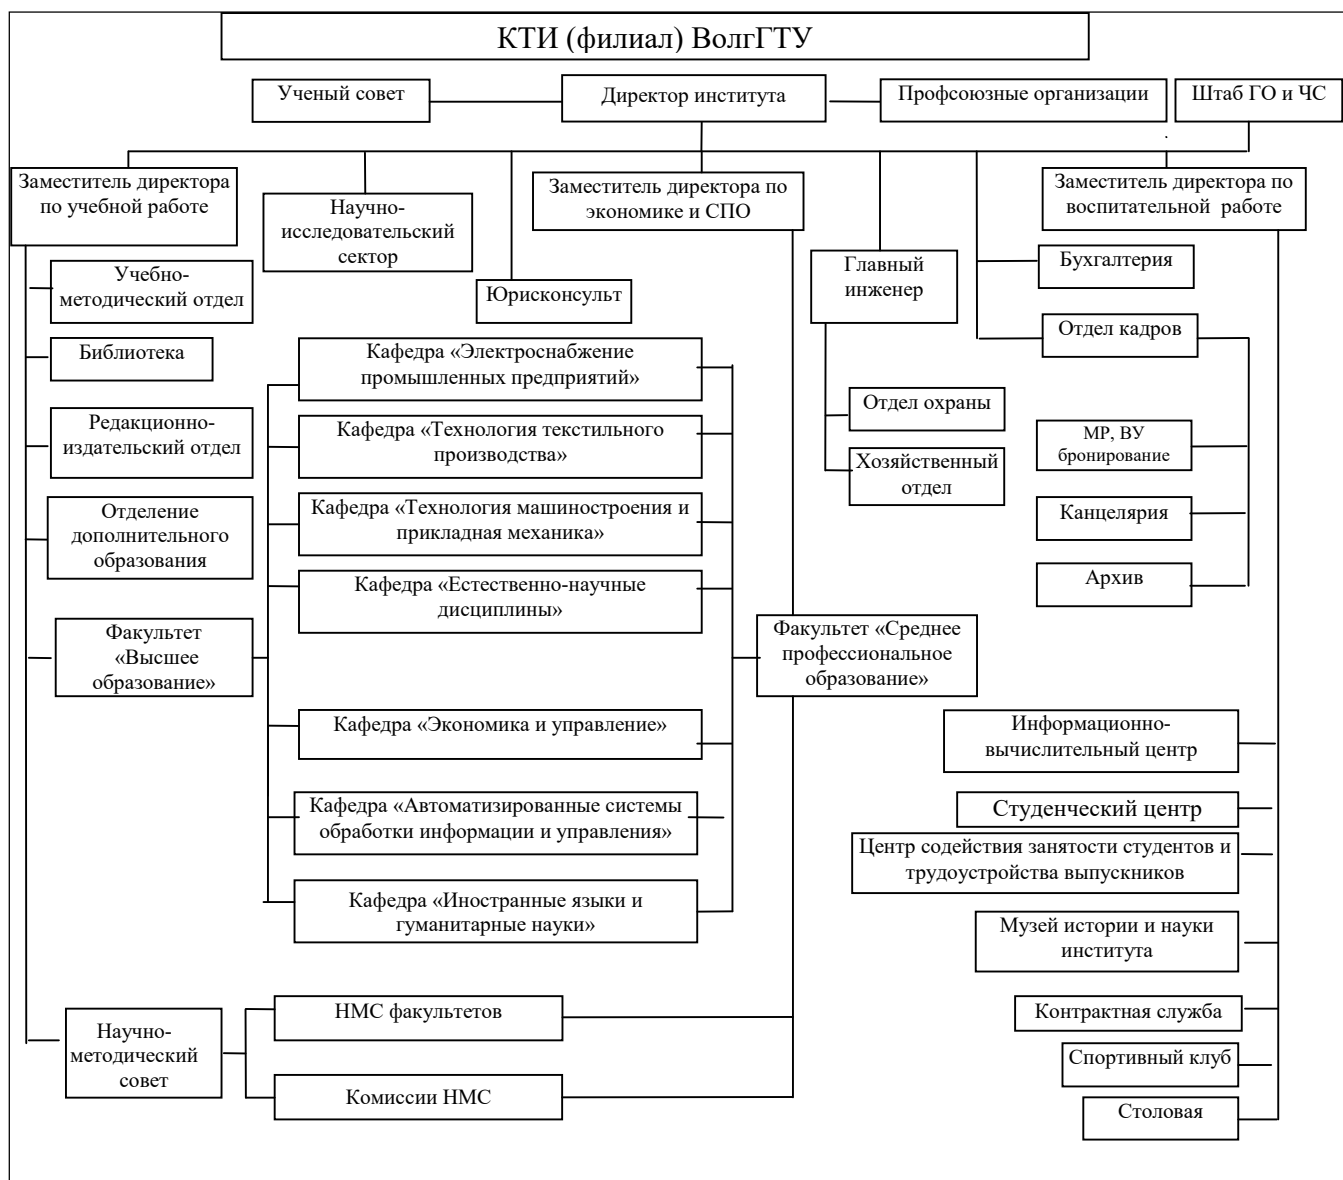 КТИ (филиал) ВолгГТУ
Ученый совет
Директор института
Профсоюзные организации
Штаб ГО и ЧС
Заместитель директора
по учебной работе
Научно-
исследовательский
сектор
Юрисконсульт
Заместитель директора по
экономике и СПО
Главный
инженер
Заместитель директора по
воспитательной работе
Бухгалтерия
Отдел кадров
Учебно-
методический отдел
Библиотека
Редакционно-
издательский отдел
Отделение
дополнительного
образования
Факультет
«Высшее
образование»
Кафедра «Электроснабжение
промышленных предприятий»
Кафедра «Технология текстильного
производства»
Кафедра «Технология машиностроения и
прикладная механика»
Кафедра «Естественно-научные
дисциплины»
Кафедра «Экономика и управление»
Кафедра «Автоматизированные системы
обработки информации и управления»
Кафедра «Иностранные языки и
гуманитарные науки»
Отдел охраны
Хозяйственный
отдел
МР, ВУ
бронирование
Канцелярия
Архив
Факультет «Среднее
профессиональное
образование»
Информационно-
вычислительный центр
Студенческий центр
Центр содействия занятости студентов и
трудоустройства выпускников
Музей истории и науки
института
Контрактная служба
Спортивный клуб
Столовая
Научно-
методический
совет
НМС факультетов
Комиссии НМС